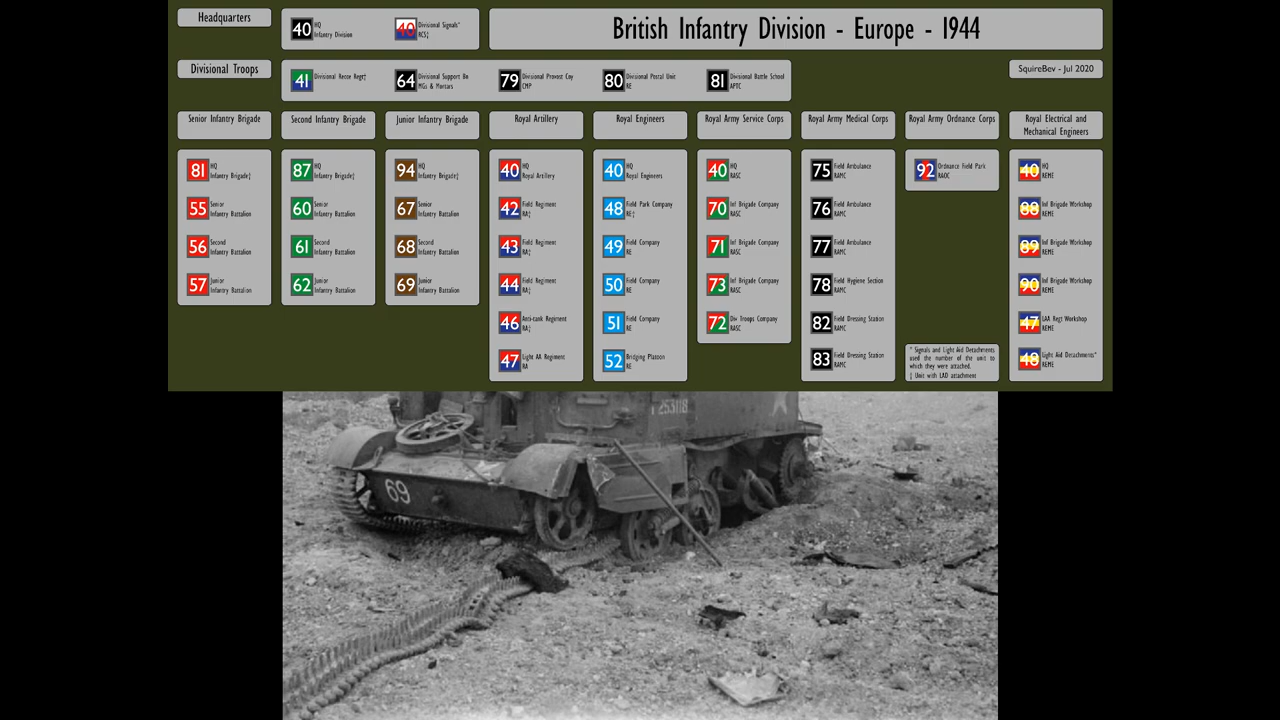 Headquarters
40 HQ
Infantry Division
40 Divisional Signals*
RCS‡
British Infantry Division - Europe - 1944
Divisional Troops
41 Divisional Recce Regt‡
64 Divisional Support Bn
MGs & Mortars
79 Divisional Provost Coy
CMP
80 Divisional Postal Unit
RE
81 Divisional Battle School
APTC
SquireBev - Jul 2020
Senior Infantry Brigade
81 HQ
Infantry Brigade‡
55 Senior
Infantry Battalion
56 Second
Infantry Battalion
57 Junior
Infantry Battalion
Second Infantry Brigade
87 HQ
Infantry Brigade‡
60 Senior
Infantry Battalion
61 Second
Infantry Battalion
62 Junior
Infantry Battalion
Junior Infantry Brigade
94 HQ
Infantry Brigade‡
67 Senior
Infantry Battalion
68 Second
Infantry Battalion
69 Junior
Infantry Battalion
Royal Artillery
40 HQ
Royal Artillery
42 Field Regiment
RA‡
43 Field Regiment
RA‡
44 Field Regiment
RA‡
46 Anti-tank Regiment
RA‡
47 Light AA Regiment
RA
Royal Engineers
40 HQ
Royal Engineers
48 Field Park Company
RE‡
49 Field Company
RE
50 Field Company
RE
51 Field Company
RE
52 Bridging Platoon
RE
Royal Army Service Corps
40 HQ
RASC
70 Inf Brigade Company
RASC
71 Inf Brigade Company
RASC
73 Inf Brigade Company
RASC
72 Div Troops Company
RASC
Royal Army Medical Corps
75 Field Ambulance
RAMC
76 Field Ambulance
RAMC
77 Field Ambulance
RAMC
78 Field Hygiene Section
RAMC
82 Field Dressing Station
RAMC
83 Field Dressing Station
RAMC
Royal Army Ordnance Corps
92 Ordnance Field Park
RAOC
* Signals and Light Aid Detachments
used the number of the unit to
which they were attached.
‡ Unit with LAD attachment
Royal Electrical and
Mechanical Engineers
40 HQ
REME
88 Inf Brigade Workshop
REME
89 Inf Brigade Workshop
REME
90 Inf Brigade Workshop
REME
47 LAA Regt Workshop
REME
48 Light Aid Detachments*
REME
T 253118
69